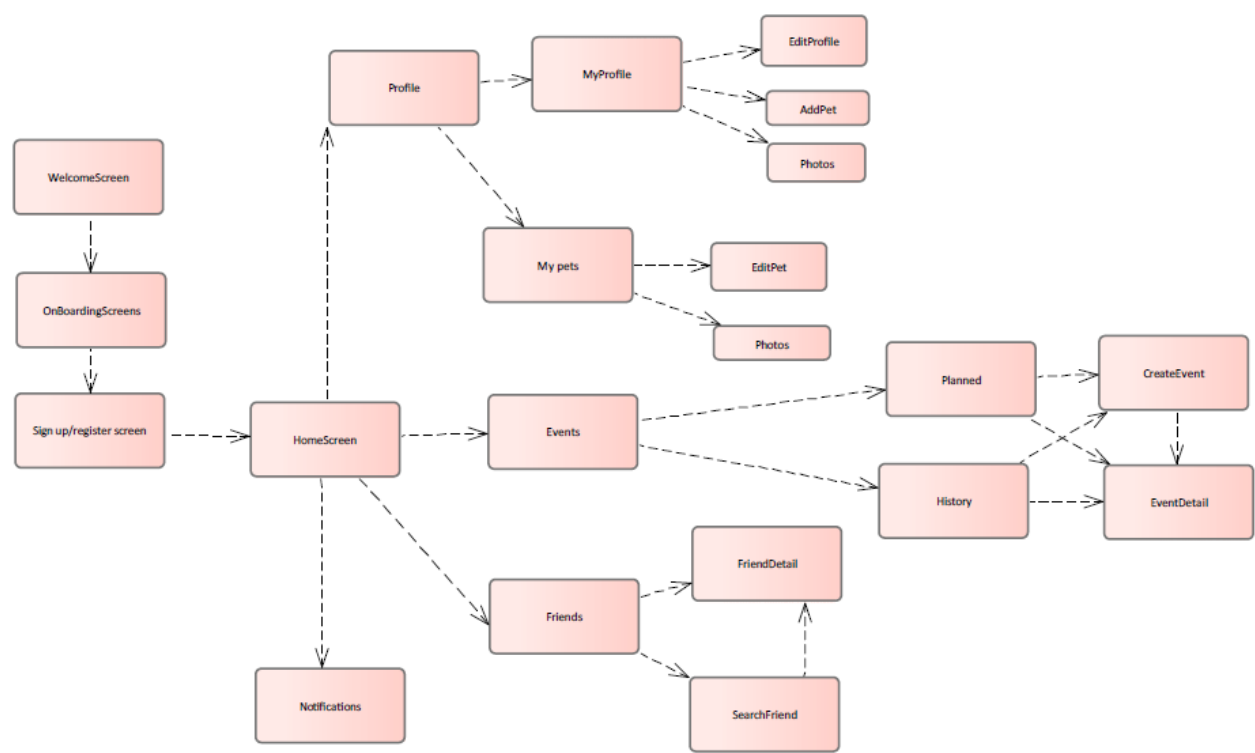 EditProfile
Profile
MyProfile
AddPet
Photos
WelcomeScreen
My pets
EditPet
OnBoardingScreens
Photos
Planned
CreateEvent
Sign up/register screen
HomeScreen
Events
History
EventDetail
FriendDetail
Friends
Notifications
SearchFriend